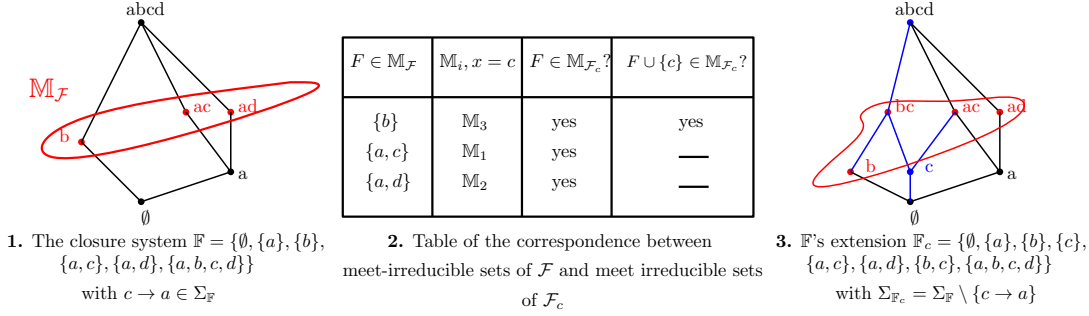 abcd
𝕄_ℱ
ac
ad
b
a
∅
1. The closure system 𝔽 = {∅, {a}, {b},
{a, c}, {a, d}, {a, b, c, d}}
with c → a ∈ Σ_𝔽
F ∈ 𝕄_ℱ 𝕄_i, x = c F ∈ 𝕄_{ℱ_c}? F ∪ {c} ∈ 𝕄_{ℱ_c}?
{b} 𝕄_3 yes yes
{a, c} 𝕄_1 yes —
{a, d} 𝕄_2 yes —
2. Table of the correspondence between
meet-irreducible sets of ℱ and meet irreducible sets
of ℱ_c
abcd
bc
ac
ad
b
c
a
∅
3. 𝔽's extension 𝔽_c = {∅, {a}, {b}, {c},
{a, c}, {a, d}, {b, c}, {a, b, c, d}}
with Σ_{𝔽_c} = Σ_𝔽 \ {c → a}